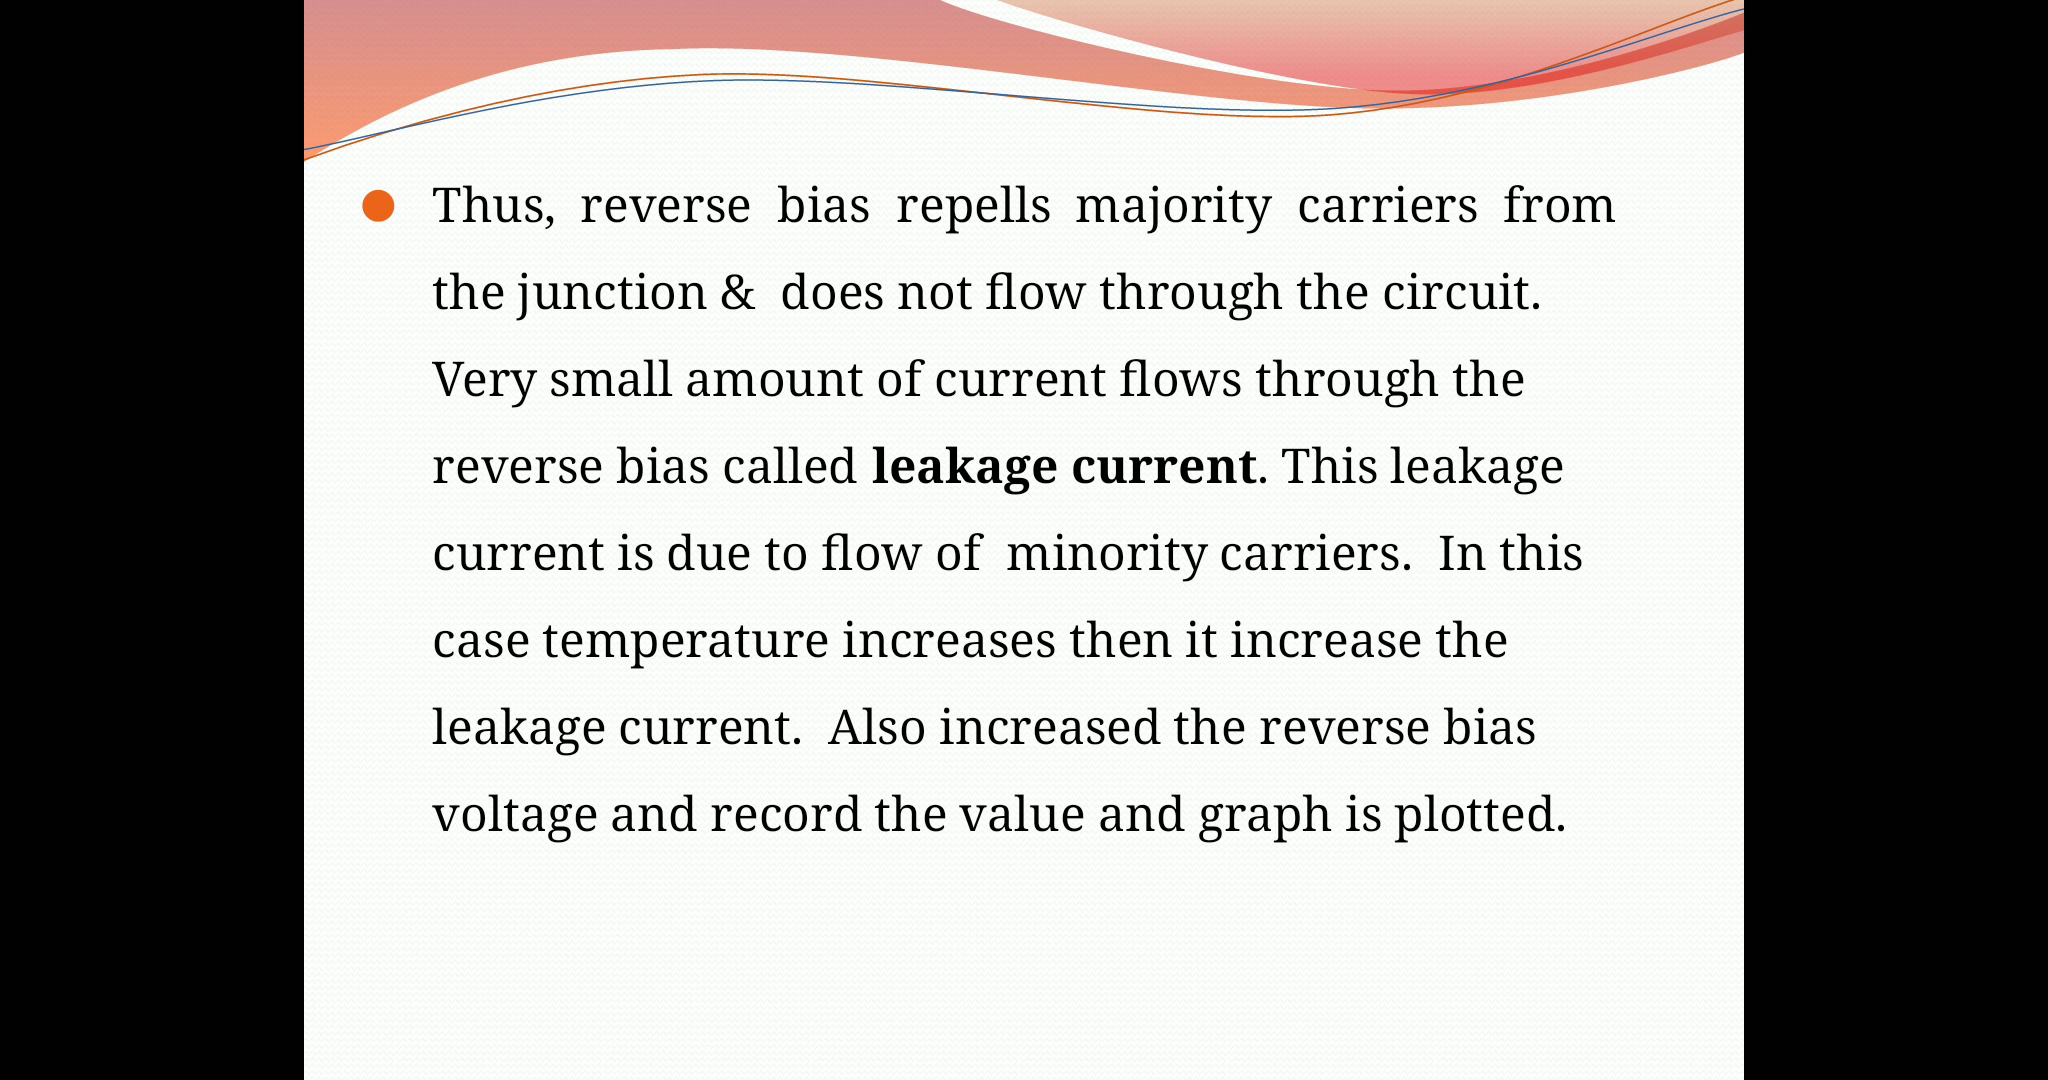 Thus, reverse bias repells majority carriers from
the junction & does not flow through the circuit.
Very small amount of current flows through the
reverse bias called leakage current. This leakage
current is due to flow of minority carriers. In this
case temperature increases then it increase the
leakage current. Also increased the reverse bias
voltage and record the value and graph is plotted.